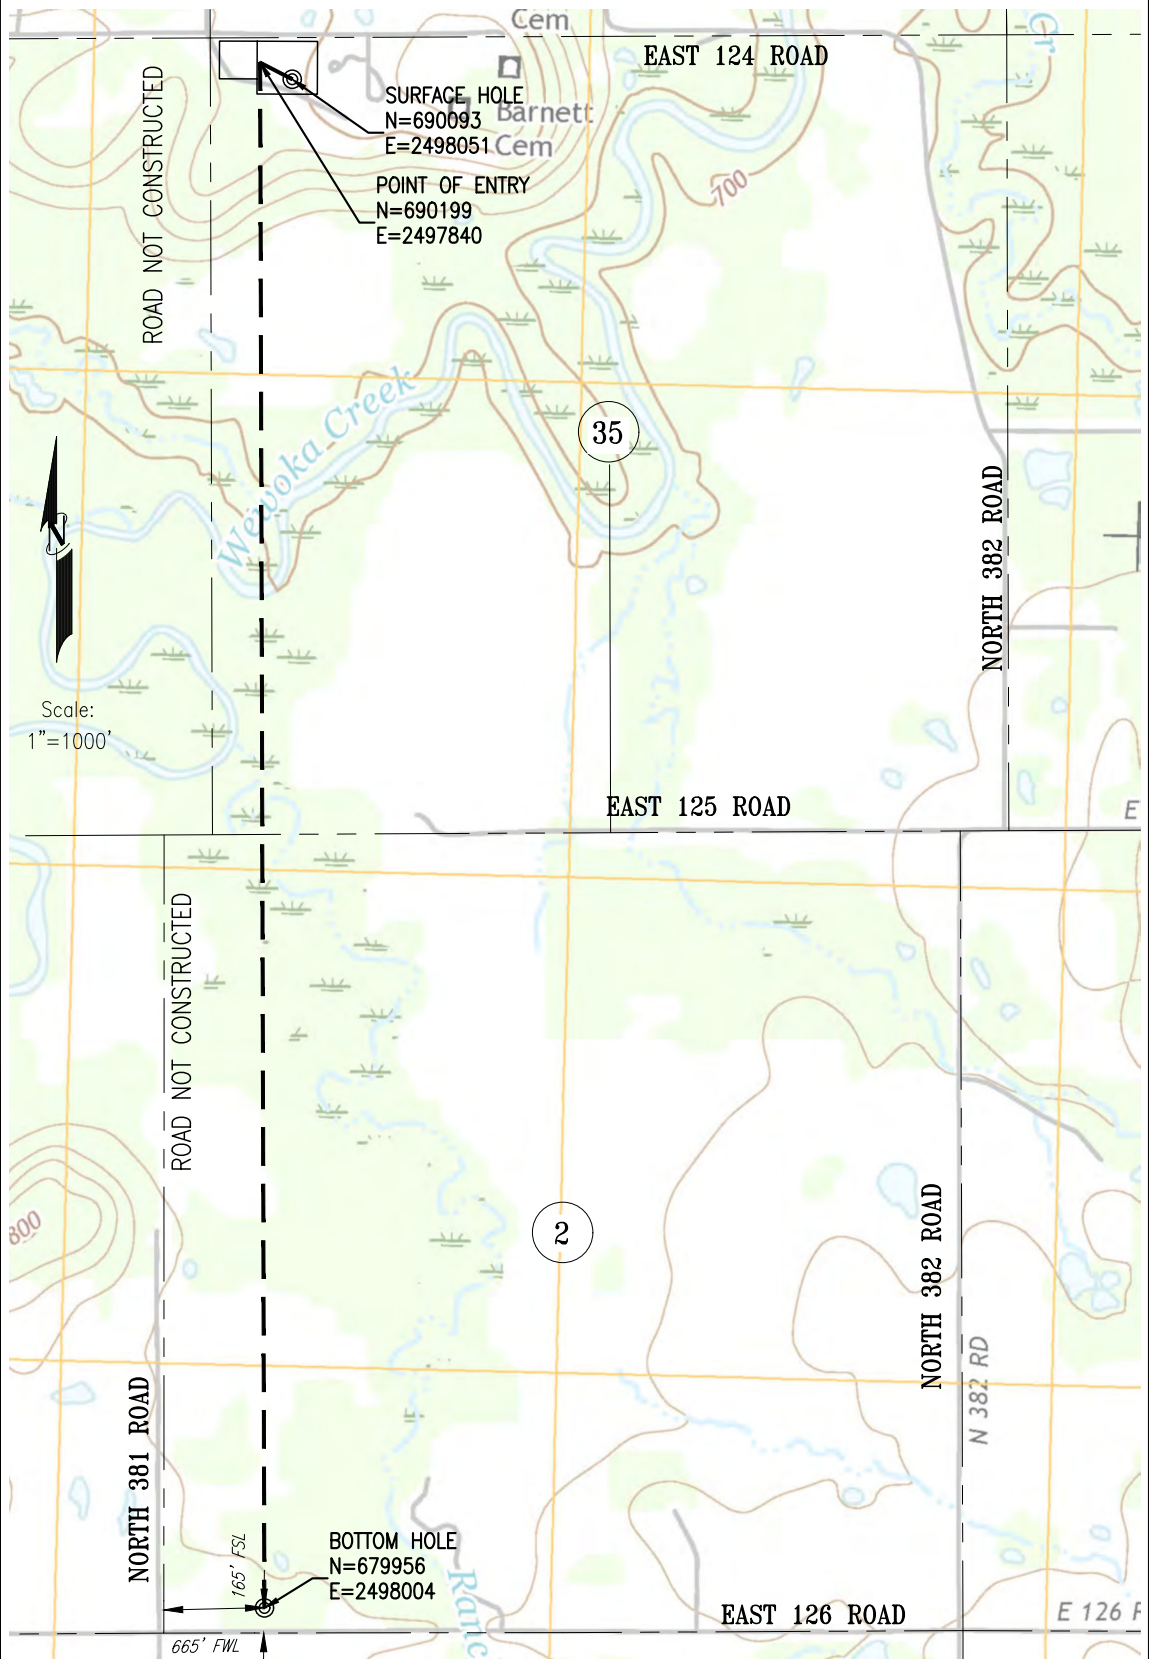 Cem
Cr
EAST 124 ROAD
ROAD NOT CONSTRUCTED
SURFACE HOLE
N=690093
E=2498051
Barnett
Cem
POINT OF ENTRY
N=690199
E=2497840
700
Wewoka Creek
35
NORTH 382 ROAD
Scale:
1"=1000'
EAST 125 ROAD
E
ROAD NOT CONSTRUCTED
800
2
NORTH 382 ROAD
N 382 RD
NORTH 381 ROAD
165' FSL
BOTTOM HOLE
N=679956
E=2498004
Ranc
EAST 126 ROAD
E 126 R
665' FWL